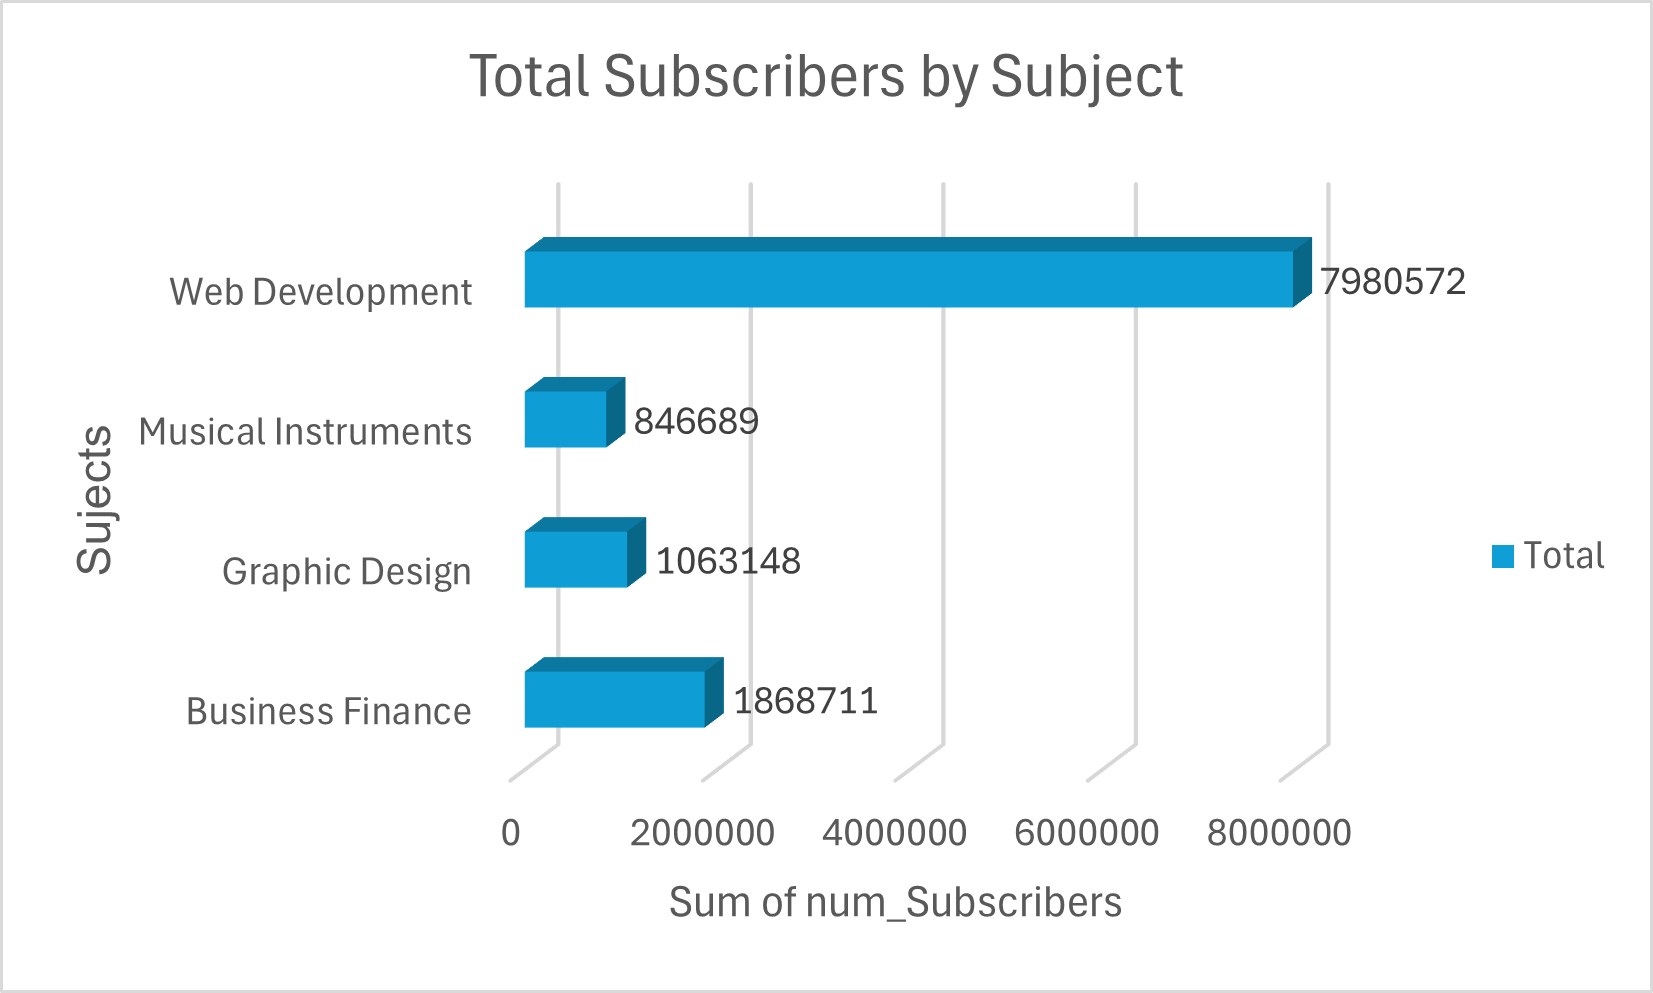 Total Subscribers by Subject
Sujects
Web Development
7980572
Musical Instruments
846689
Graphic Design
1063148
Business Finance
1868711
Total
0 2000000 4000000 6000000 8000000
Sum of num_Subscribers